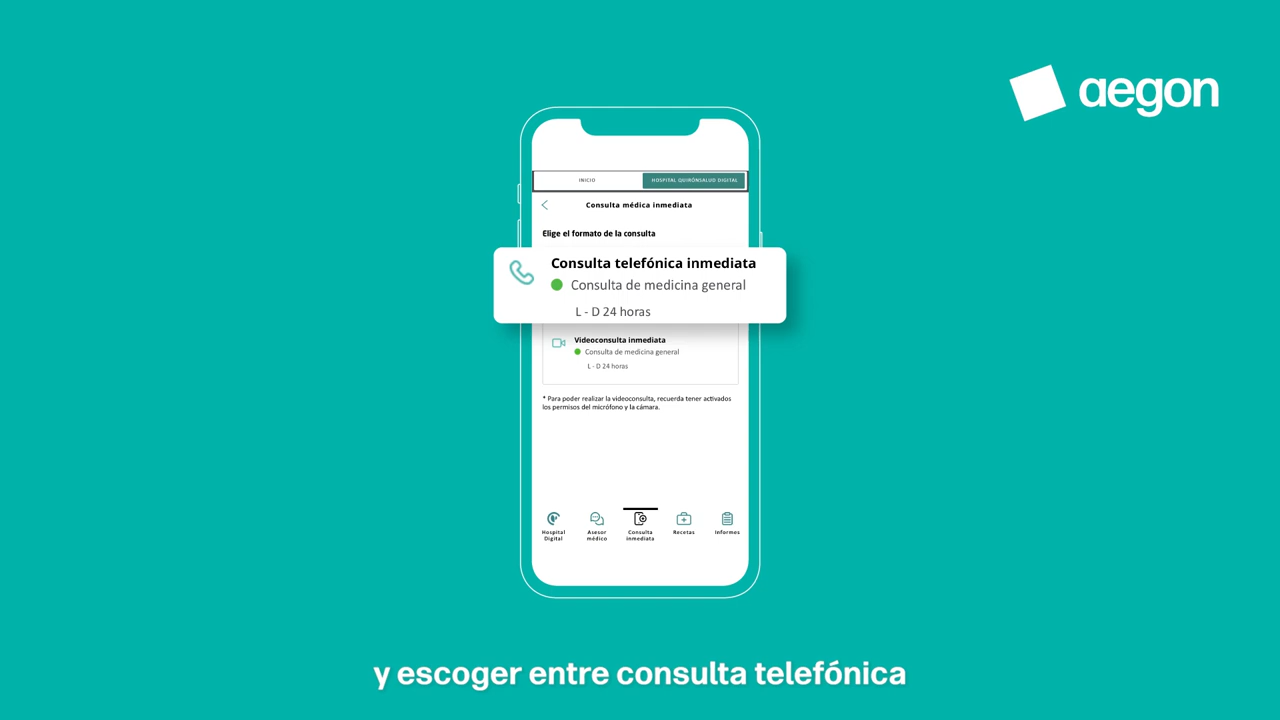 aegon
INICIO
HOSPITAL QUIRÓNSALUD DIGITAL
Consulta médica inmediata
Elige el formato de la consulta
Consulta telefónica inmediata
Consulta de medicina general
L - D 24 horas
Videoconsulta inmediata
Consulta de medicina general
L - D 24 horas
* Para poder realizar la videoconsulta, recuerda tener activados
los permisos del micrófono y la cámara.
Hospital
Digital
Asesor
médico
Consulta
inmediata
Recetas
Informes
y escoger entre consulta telefónica